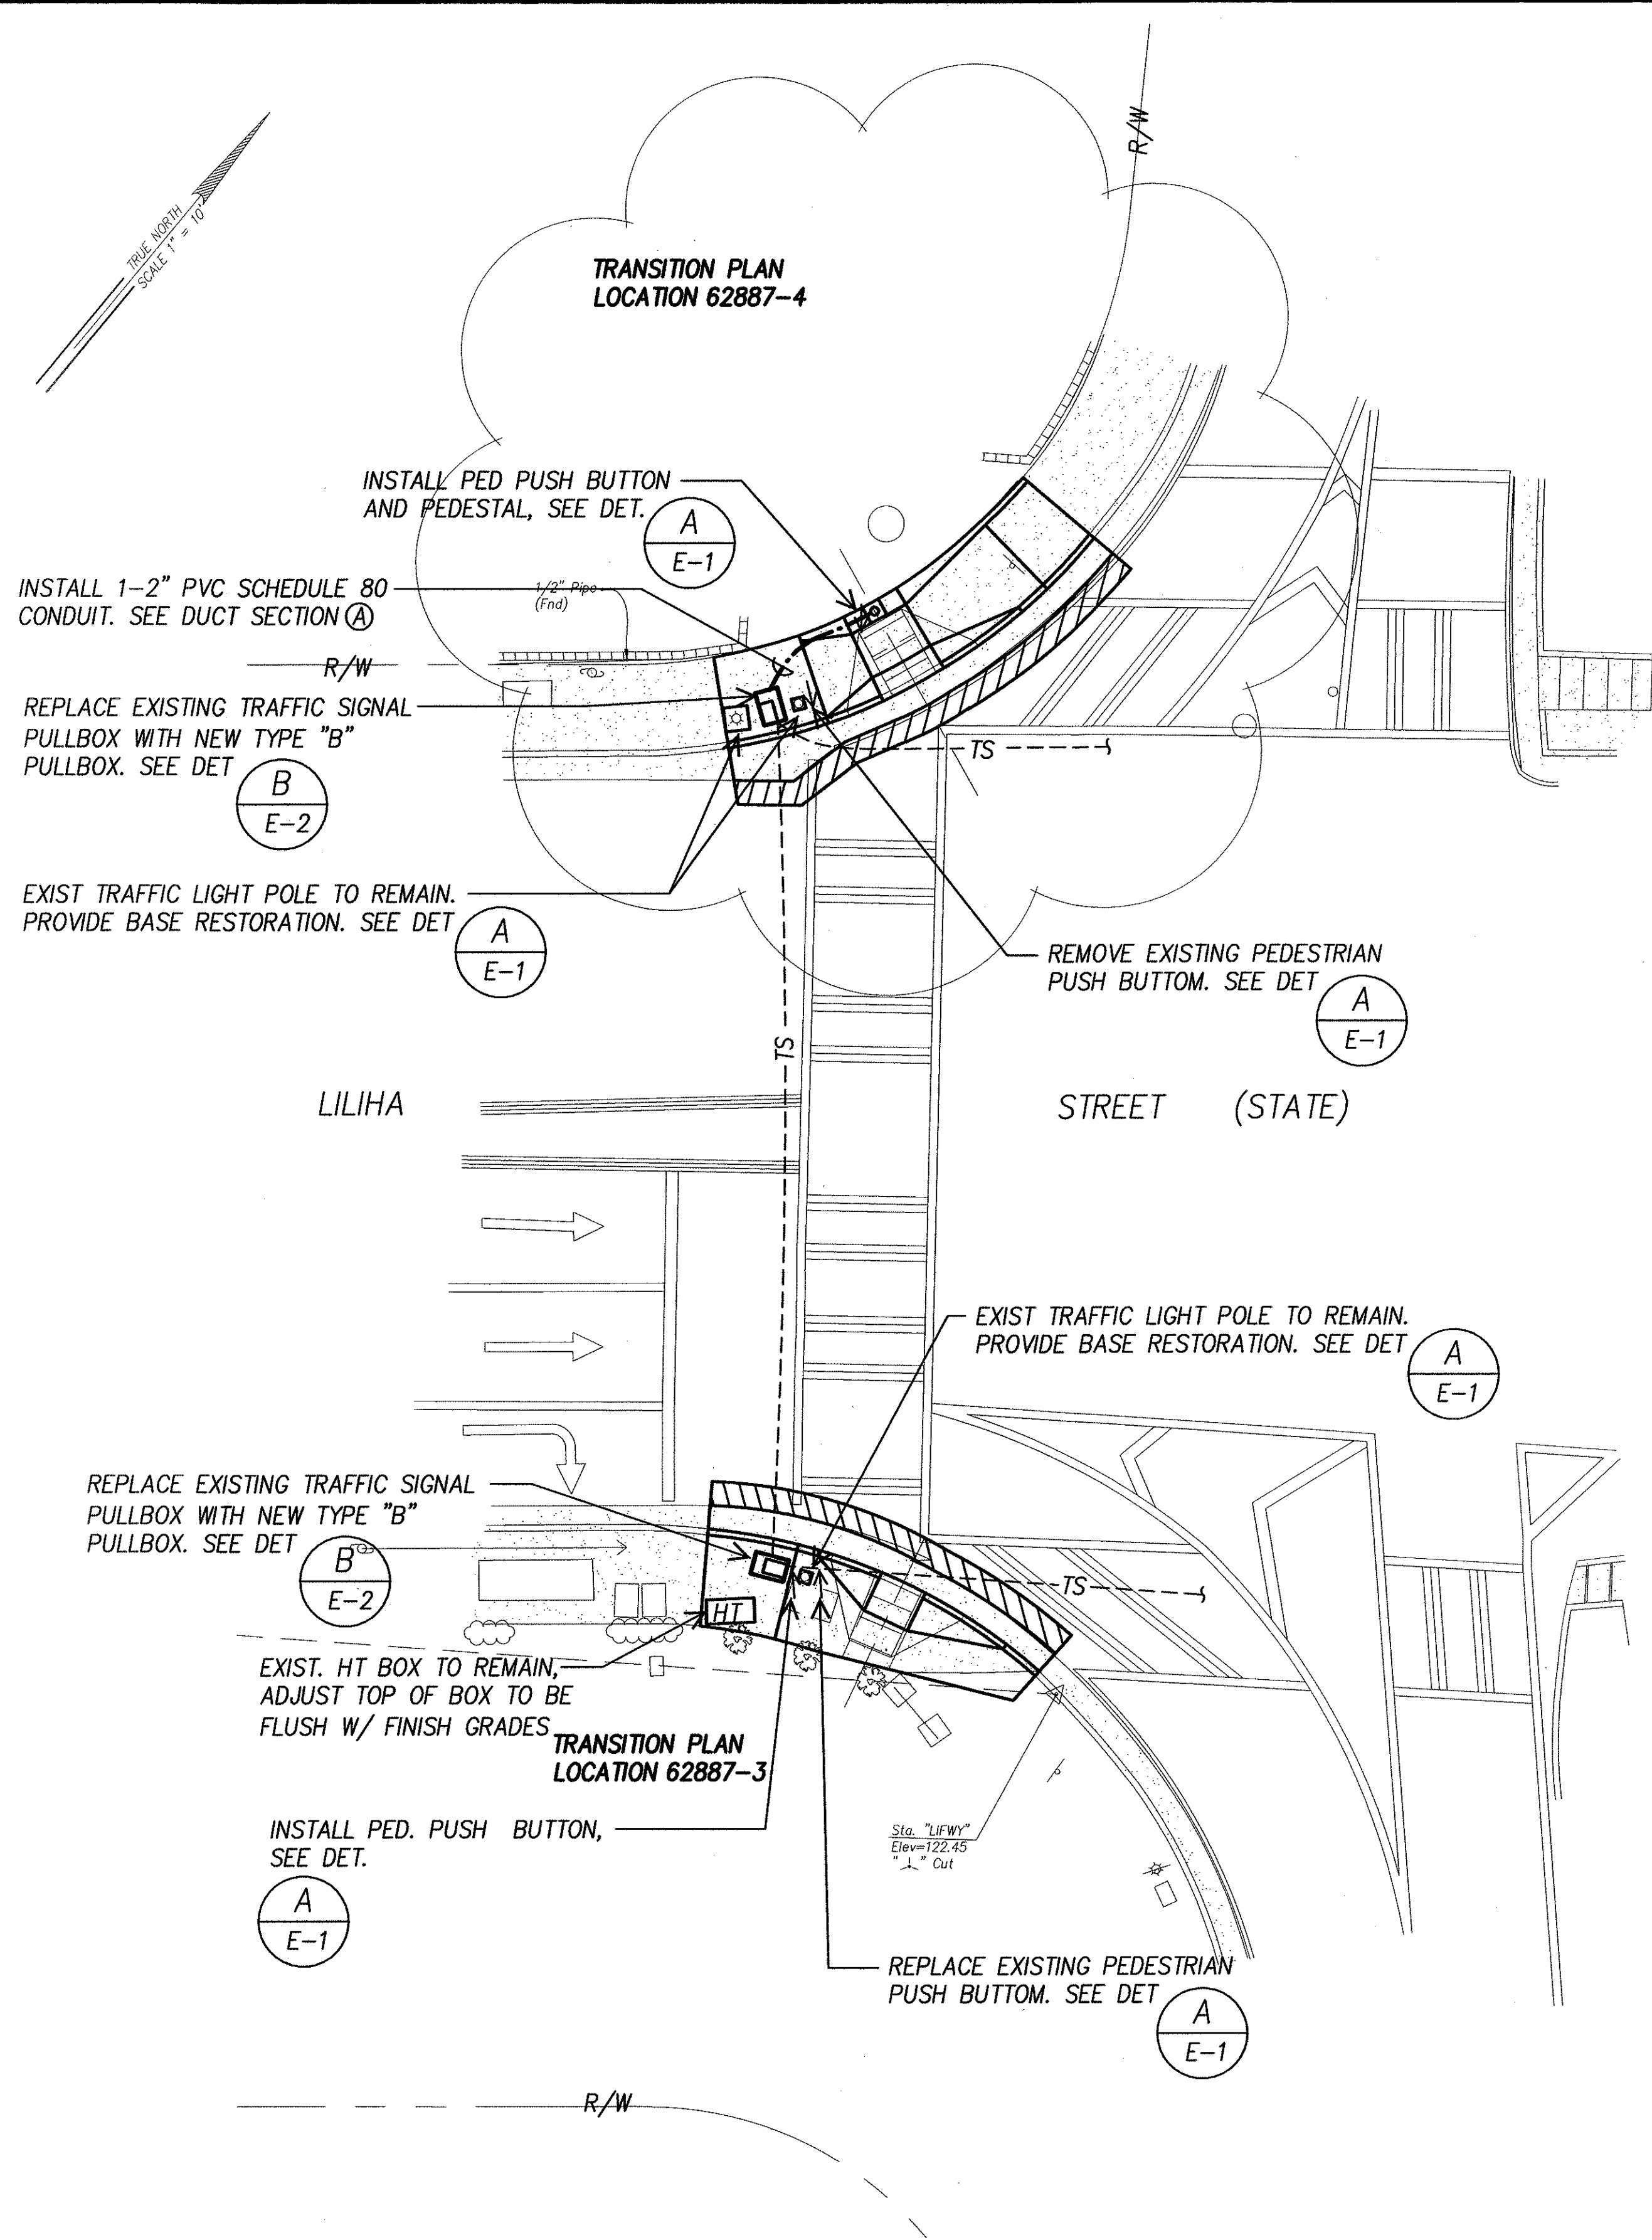 R/W
TRUE NORTH
SCALE 1" = 10'
TRANSITION PLAN
LOCATION 62887-4
INSTALL PED PUSH BUTTON
AND PEDESTAL, SEE DET.
A
E-1
INSTALL 1-2" PVC SCHEDULE 80
CONDUIT. SEE DUCT SECTION A
1/2" Pipe
(Fnd)
R/W
REPLACE EXISTING TRAFFIC SIGNAL
PULLBOX WITH NEW TYPE "B"
PULLBOX. SEE DET
B
E-2
TS
EXIST TRAFFIC LIGHT POLE TO REMAIN.
PROVIDE BASE RESTORATION. SEE DET
A
E-1
REMOVE EXISTING PEDESTRIAN
PUSH BUTTOM. SEE DET
A
E-1
TS
LILIHA STREET (STATE)
EXIST TRAFFIC LIGHT POLE TO REMAIN.
PROVIDE BASE RESTORATION. SEE DET
A
E-1
REPLACE EXISTING TRAFFIC SIGNAL
PULLBOX WITH NEW TYPE "B"
PULLBOX. SEE DET
B
E-2
TS
HT
EXIST. HT BOX TO REMAIN,
ADJUST TOP OF BOX TO BE
FLUSH W/ FINISH GRADES
TRANSITION PLAN
LOCATION 62887-3
INSTALL PED. PUSH BUTTON,
SEE DET.
A
E-1
Sta. "LIFWY"
Elev=122.45
" " Cut
REPLACE EXISTING PEDESTRIAN
PUSH BUTTOM. SEE DET
A
E-1
R/W